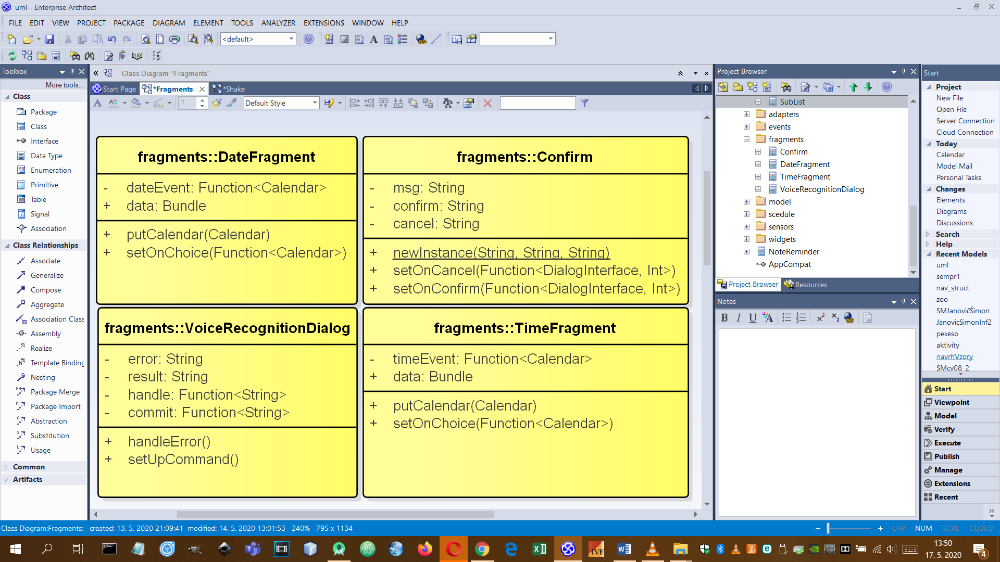 uml - Enterprise Architect
FILE EDIT VIEW PROJECT PACKAGE DIAGRAM ELEMENT TOOLS ANALYZER EXTENSIONS WINDOW HELP
<default>
Toolbox
More tools...
Class
Package
Class
Interface
Data Type
Enumeration
Primitive
Table
Signal
Association
Class Relationships
Associate
Generalize
Compose
Aggregate
Association Class
Assembly
Realize
Template Binding
Nesting
Package Merge
Package Import
Abstraction
Substitution
Usage
Common
Artifacts
Class Diagram: "Fragments"
Start Page *Fragments *Shake
1 Default Style
fragments::DateFragment
- dateEvent: Function<Calendar>
+ data: Bundle
+ putCalendar(Calendar)
+ setOnChoice(Function<Calendar>)
fragments::Confirm
- msg: String
- confirm: String
- cancel: String
+ newInstance(String, String, String)
+ setOnCancel(Function<DialogInterface, Int>)
+ setOnConfirm(Function<DialogInterface, Int>)
fragments::VoiceRecognitionDialog
- error: String
- result: String
- handle: Function<String>
- commit: Function<String>
+ handleError()
+ setUpCommand()
fragments::TimeFragment
- timeEvent: Function<Calendar>
+ data: Bundle
+ putCalendar(Calendar)
+ setOnChoice(Function<Calendar>)
Project Browser
SubList
adapters
events
fragments
Confirm
DateFragment
TimeFragment
VoiceRecognitionDialog
model
scedule
sensors
widgets
NoteReminder
AppCompat
Project Browser Resources
Notes
B I U A x² x₂
Start
Project
New File
Open File
Server Connection
Cloud Connection
Today
Calendar
Model Mail
Personal Tasks
Changes
Elements
Diagrams
Discussions
Search
Help
Recent Models
uml
sempr1
nav_struct
zoo
SMJanovičŠimon
JanovicSimonInf2
pexeso
aktivity
navrhVzory
SMcv08_2
Start
Viewpoint
Model
Verify
Execute
Publish
Manage
Extensions
Recent
Class Diagram:Fragments: created: 13. 5. 2020 21:09:41 modified: 14. 5. 2020 13:01:53 240% 795 x 1134
CAP NUM SCRL CLOUD
IVE
13:50
17. 5. 2020
4